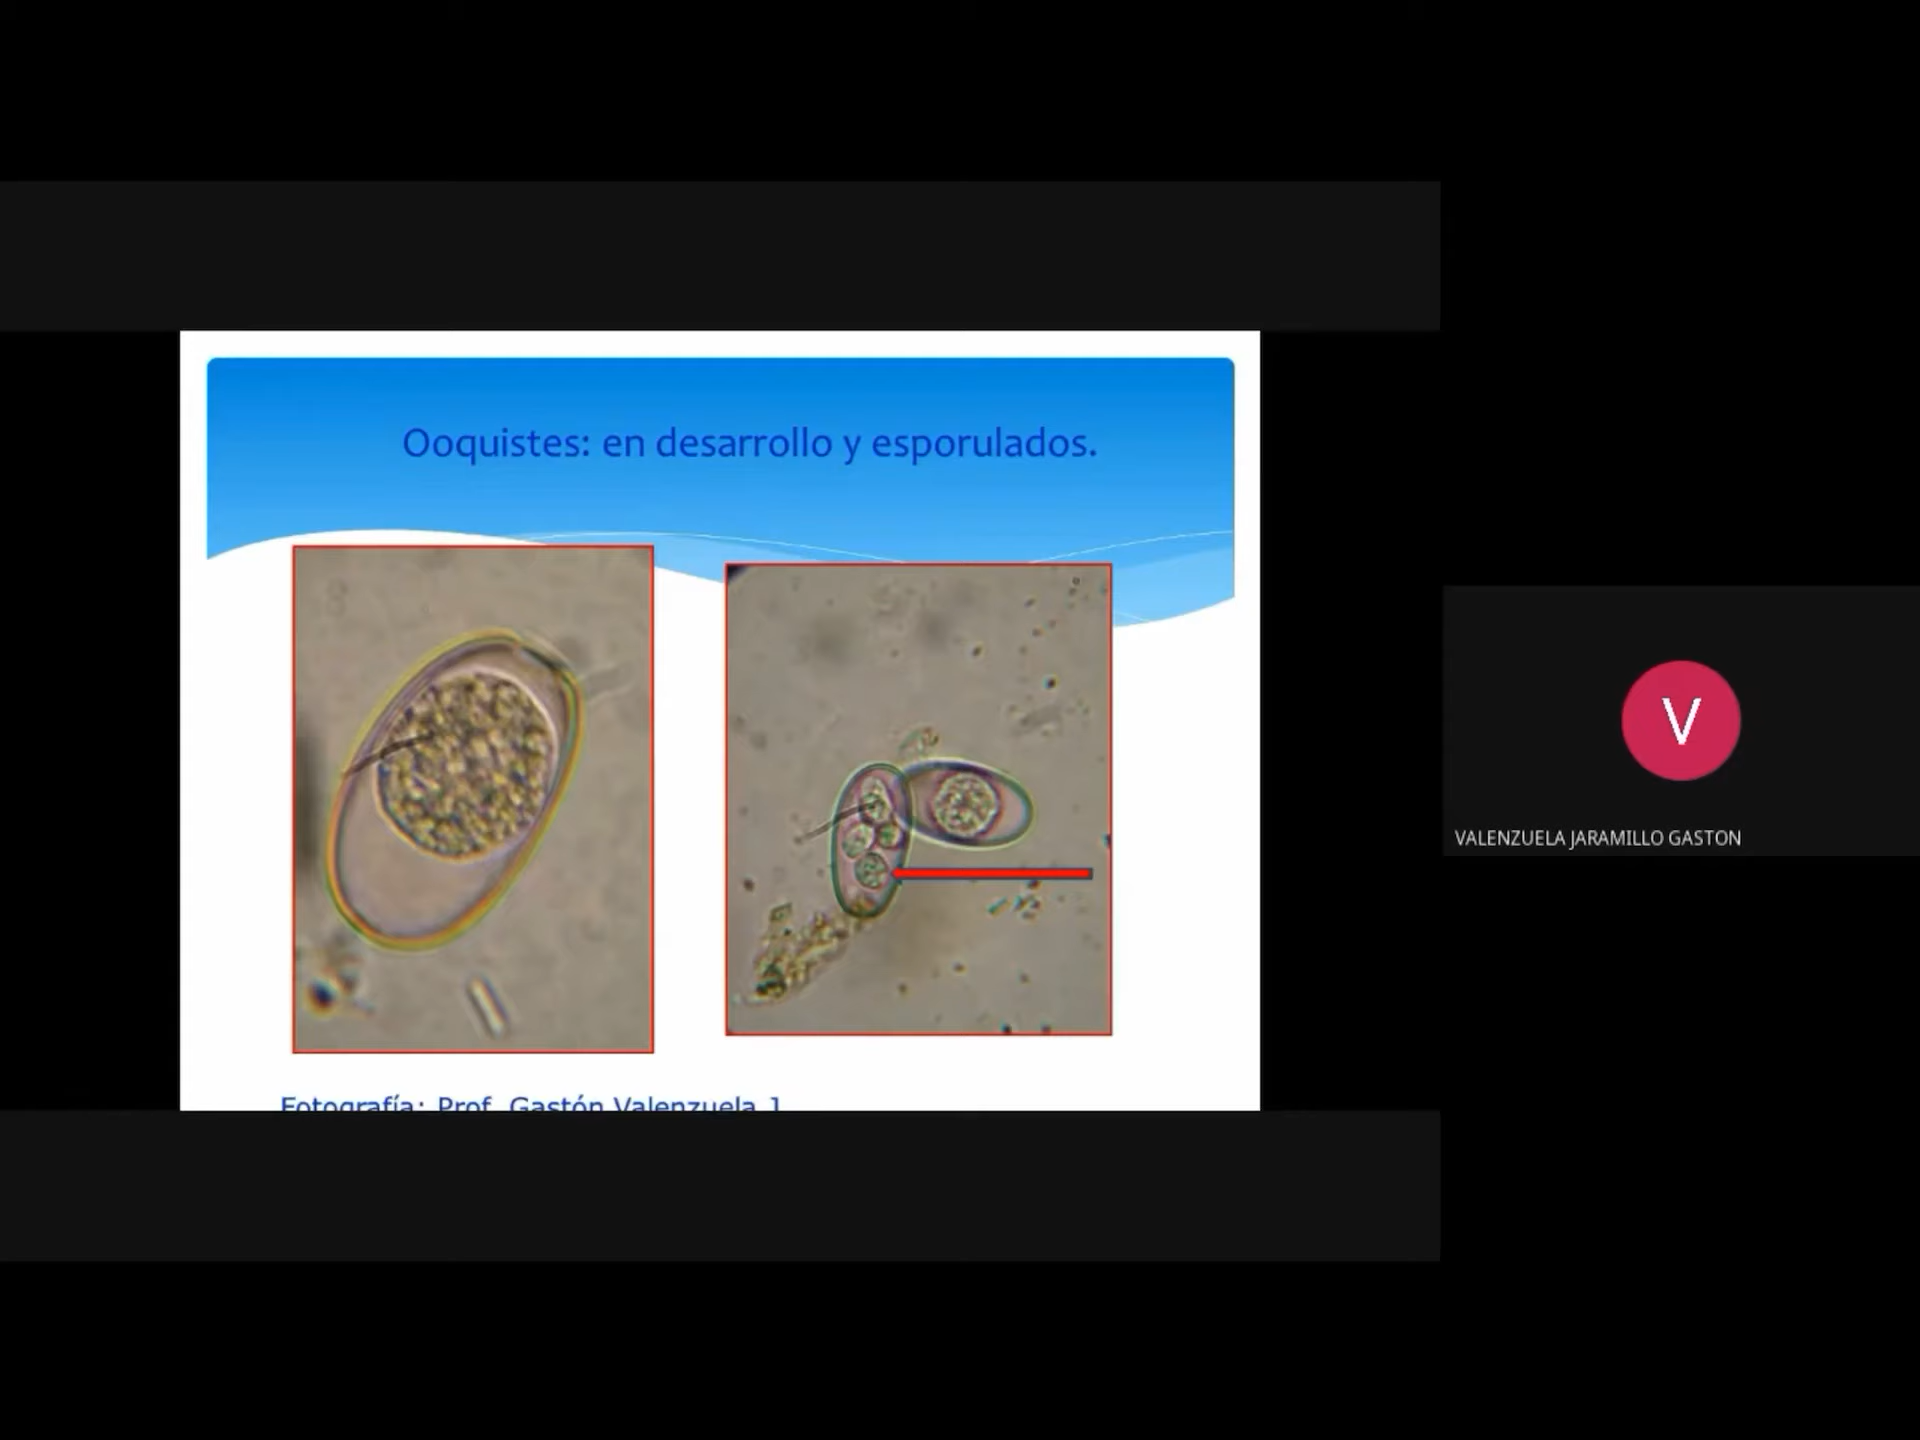 Ooquistes: en desarrollo y esporulados.
Fotografía: Prof. Gastón Valenzuela J
V
VALENZUELA JARAMILLO GASTON